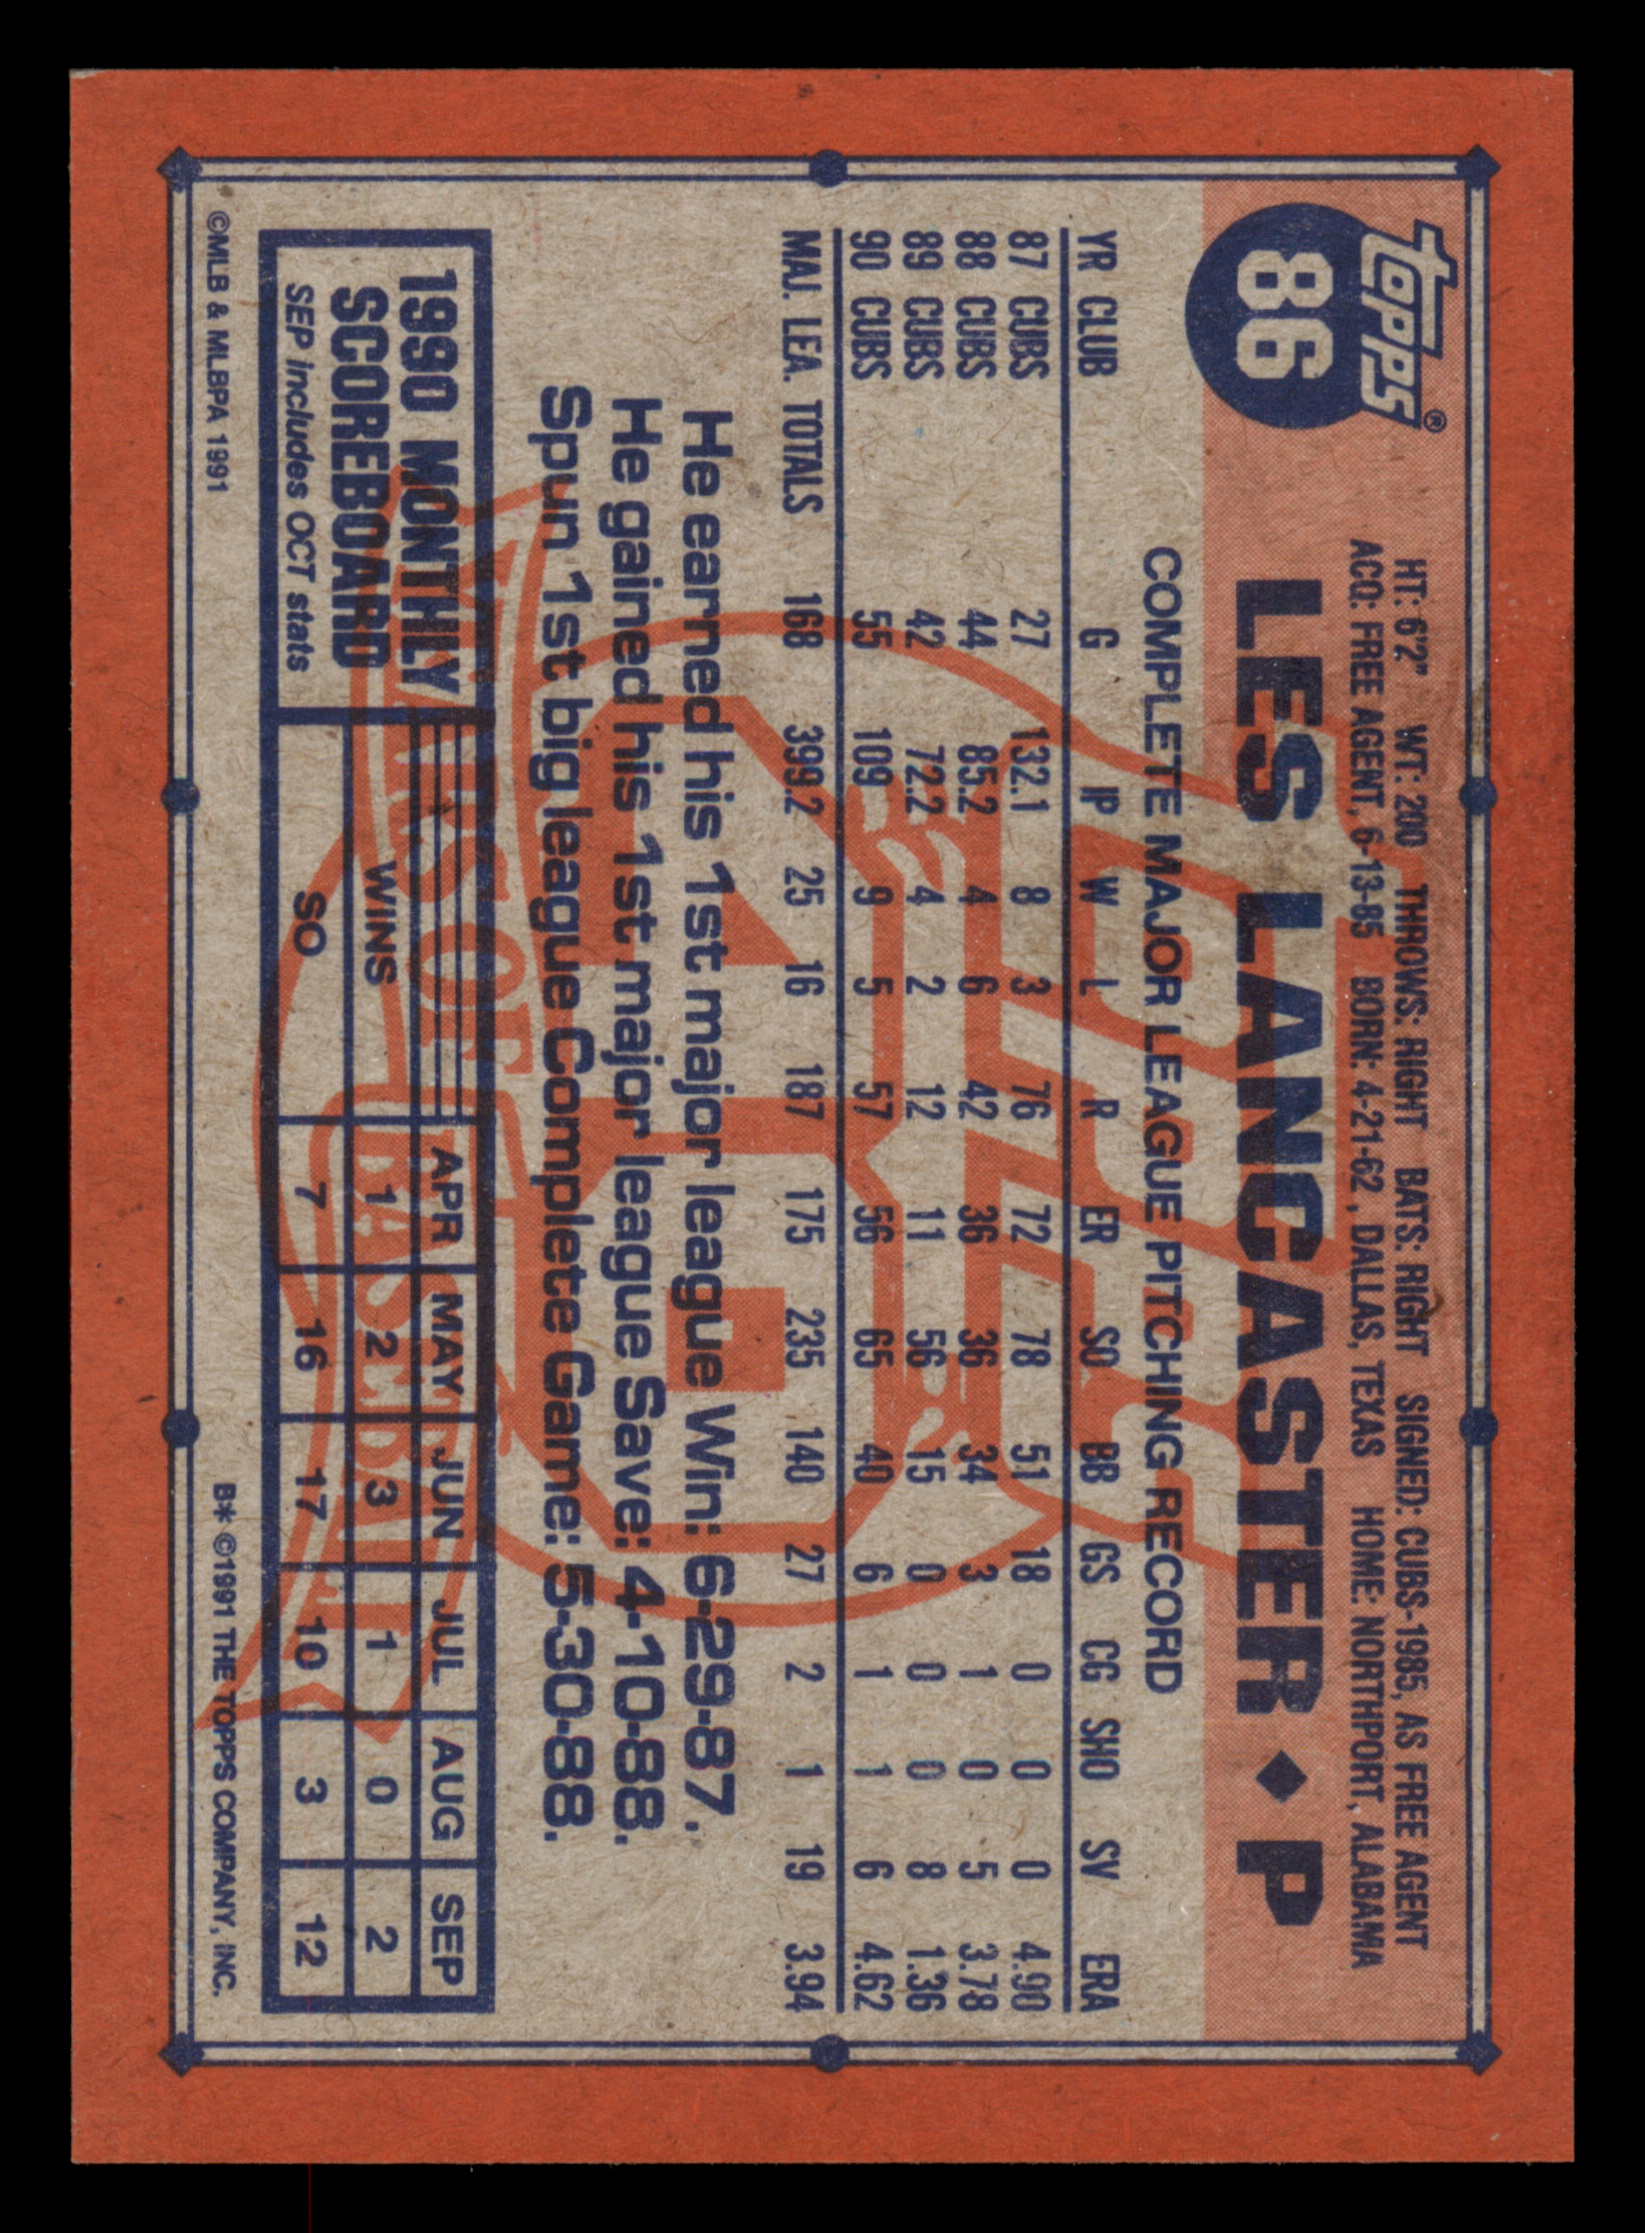 topps®
86
HT: 6'2" WT: 200 THROWS: RIGHT BATS: RIGHT SIGNED: CUBS-1985, AS FREE AGENT
ACQ: FREE AGENT, 6-13-85 BORN: 4-21-62, DALLAS, TEXAS HOME: NORTHPORT, ALABAMA
LES LANCASTER ◆ P
COMPLETE MAJOR LEAGUE PITCHING RECORD
YR CLUB G IP W L R ER SO BB GS CG SHO SV ERA
87 CUBS 27 132.1 8 3 76 72 78 51 18 0 0 0 4.90
88 CUBS 44 85.2 4 6 42 36 36 34 3 1 0 5 3.78
89 CUBS 42 72.2 4 2 12 11 56 15 0 0 0 8 1.36
90 CUBS 55 109 9 5 57 56 65 40 6 1 1 6 4.62
MAJ. LEA. TOTALS 168 399.2 25 16 187 175 235 140 27 2 1 19 3.94
He earned his 1st major league Win: 6-29-87.
He gained his 1st major league Save: 4-10-88.
Spun 1st big league Complete Game: 5-30-88.
1990 MONTHLY
SCOREBOARD
SEP includes OCT stats
APR MAY JUN JUL AUG SEP
WINS 1 2 3 1 0 2
SO 7 16 17 10 3 12
40 YEARS OF BASEBALL
©MLB & MLBPA 1991
B* ©1991 THE TOPPS COMPANY, INC.